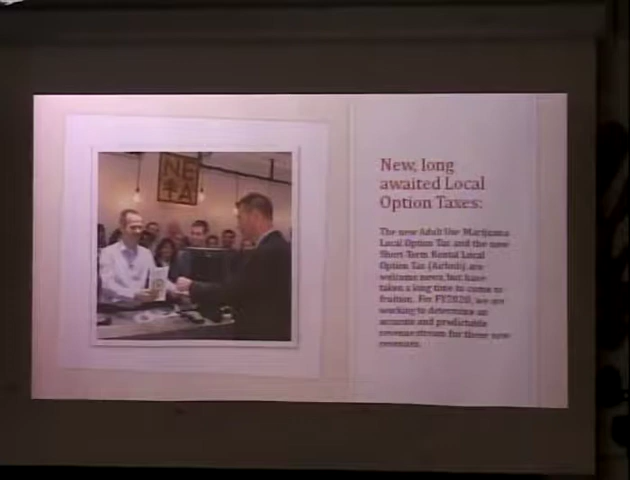 NE
TA
New, long
awaited Local
Option Taxes:
The new Adult Use Marijuana
Local Option Tax and the new
Short-Term Rental Local
Option Tax (Airbnb) are
welcome news, but have
taken a long time to come to
fruition. For FY2020, we are
working to determine an
accurate and predictable
revenue stream for these new
revenues.